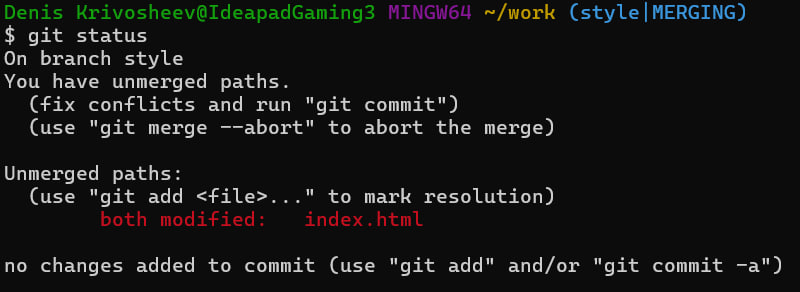 Denis Krivosheev@IdeapadGaming3 MINGW64 ~/work (style|MERGING)
$ git status
On branch style
You have unmerged paths.
  (fix conflicts and run "git commit")
  (use "git merge --abort" to abort the merge)

Unmerged paths:
  (use "git add <file>..." to mark resolution)
        both modified:   index.html

no changes added to commit (use "git add" and/or "git commit -a")